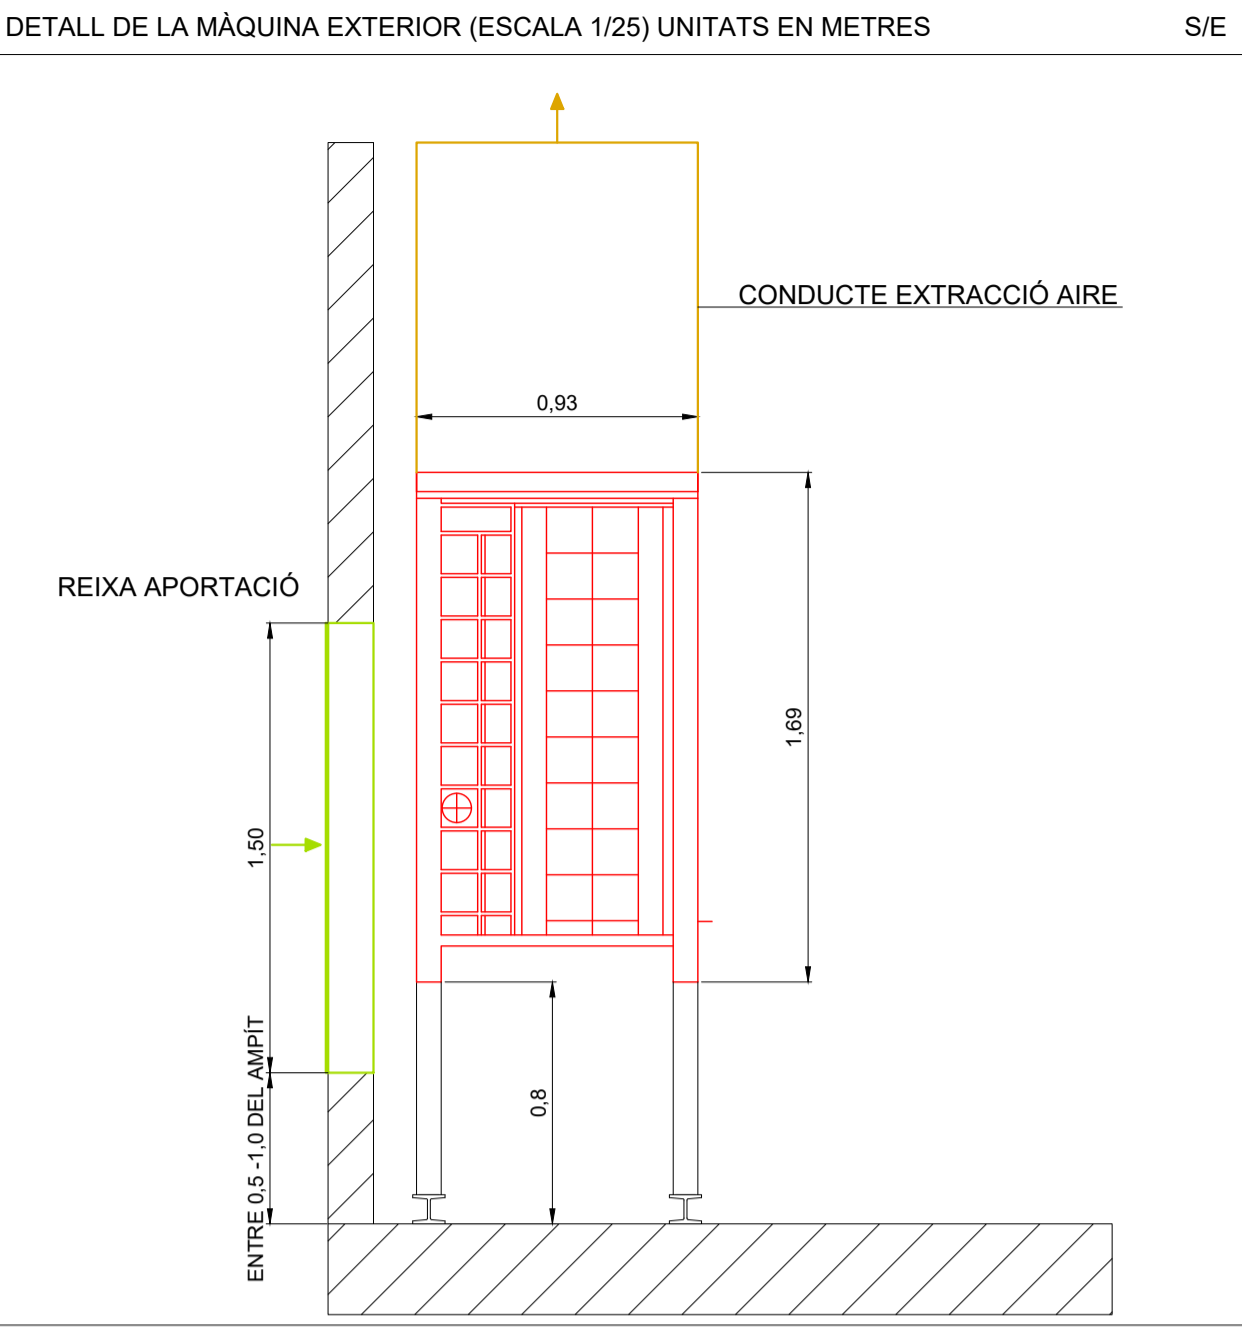 DETALL DE LA MÀQUINA EXTERIOR (ESCALA 1/25) UNITATS EN METRES S/E
CONDUCTE EXTRACCIÓ AIRE
0,93
REIXA APORTACIÓ
1,69
1,50
ENTRE 0,5 -1,0 DEL AMPÍT
0,8